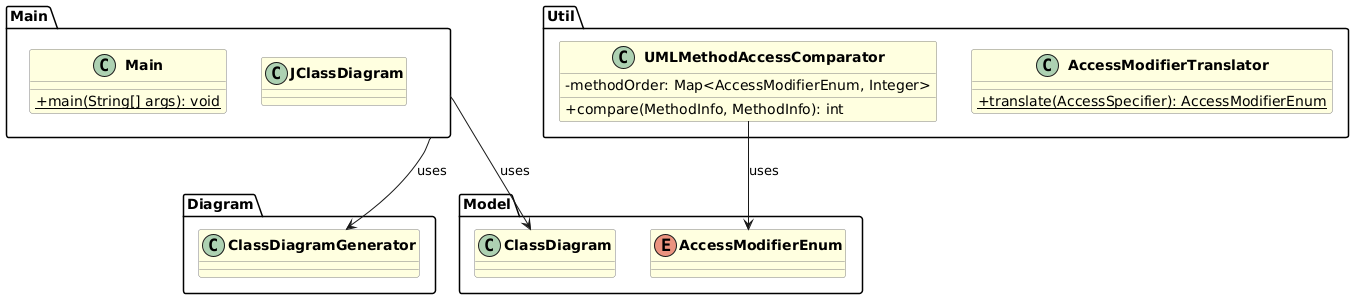 Main
Util
C Main
+main(String[] args): void
C JClassDiagram
C UMLMethodAccessComparator
-methodOrder: Map<AccessModifierEnum, Integer>
+compare(MethodInfo, MethodInfo): int
C AccessModifierTranslator
+translate(AccessSpecifier): AccessModifierEnum
uses
uses
uses
Diagram
Model
C ClassDiagramGenerator
C ClassDiagram
E AccessModifierEnum